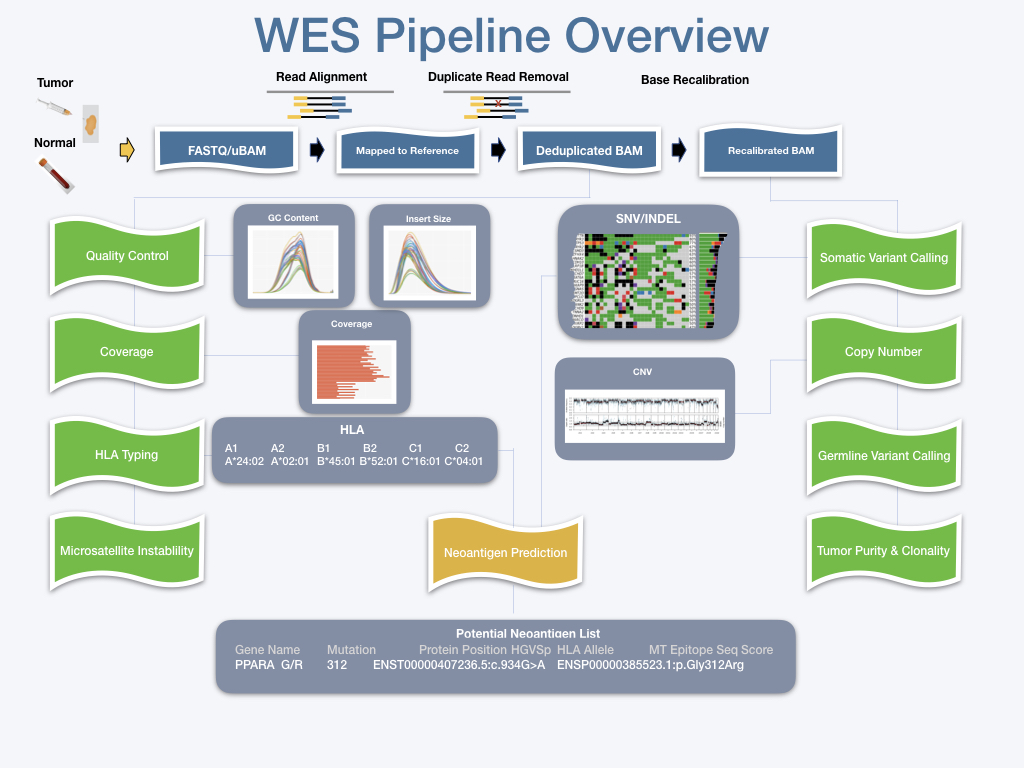 WES Pipeline Overview
Tumor
Read Alignment
Duplicate Read Removal
Base Recalibration
X
Normal
FASTQ/uBAM
Mapped to Reference
Deduplicated BAM
Recalibrated BAM
Quality Control
GC Content
Insert Size
SNV/INDEL
Somatic Variant Calling
Coverage
Coverage
CNV
Copy Number
HLA Typing
HLA
A1 A2 B1 B2 C1 C2
A*24:02 A*02:01 B*45:01 B*52:01 C*16:01 C*04:01
Germline Variant Calling
Microsatellite Instablility
Neoantigen Prediction
Tumor Purity & Clonality
Potential Neoantigen List
Gene Name Mutation Protein Position HGVSp HLA Allele MT Epitope Seq Score
PPARA G/R 312 ENST00000407236.5:c.934G>A ENSP00000385523.1:p.Gly312Arg